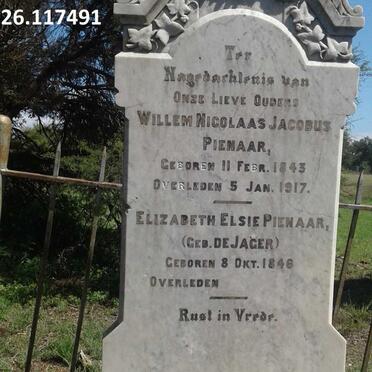 26.117491
Ter
Nagedachtenis van
Onze Lieve Ouders
Willem Nicolaas Jacobus
Pienaar,
Geboren 11 Febr. 1843
Overleden 5 Jan. 1917.
Elizabeth Elsie Pienaar,
(Geb. de Jager)
Geboren 8 Okt. 1846
Overleden
Rust in Vrede.